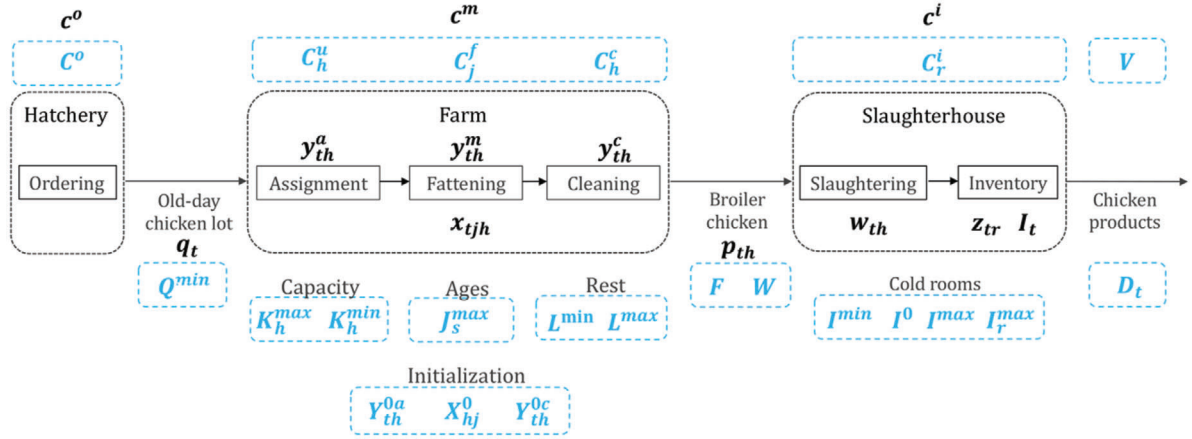 c^o c^m c^i
C^o C_h^u C_j^f C_h^c C_r^i V
Hatchery Farm Slaughterhouse
y_th^a y_th^m y_th^c
Ordering Assignment Fattening Cleaning Slaughtering Inventory
Old-day
chicken lot
q_t
x_tjh
Broiler
chicken
p_th
w_th z_tr I_t
Chicken
products
Q^min
Capacity Ages Rest
K_h^max K_h^min J_s^max L^min L^max
F W
Cold rooms
I^min I^0 I^max I_r^max
D_t
Initialization
Y_th^0a X_hj^0 Y_th^0c